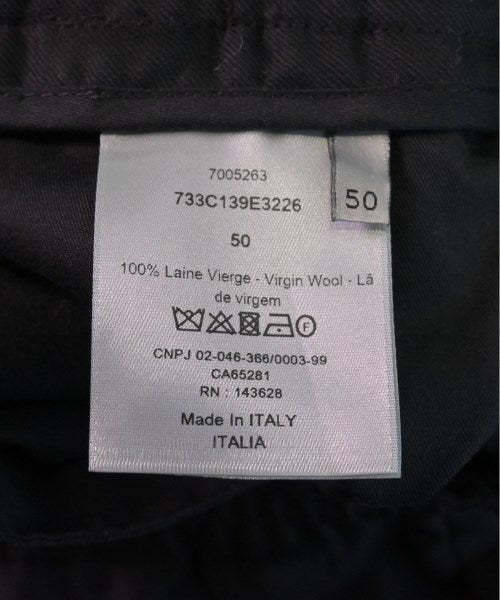 7005263
733C139E3226
50
50
100% Laine Vierge - Virgin Wool - Lã
de virgem
F
CNPJ 02-046-366/0003-99
CA65281
RN : 143628
Made In ITALY
ITALIA